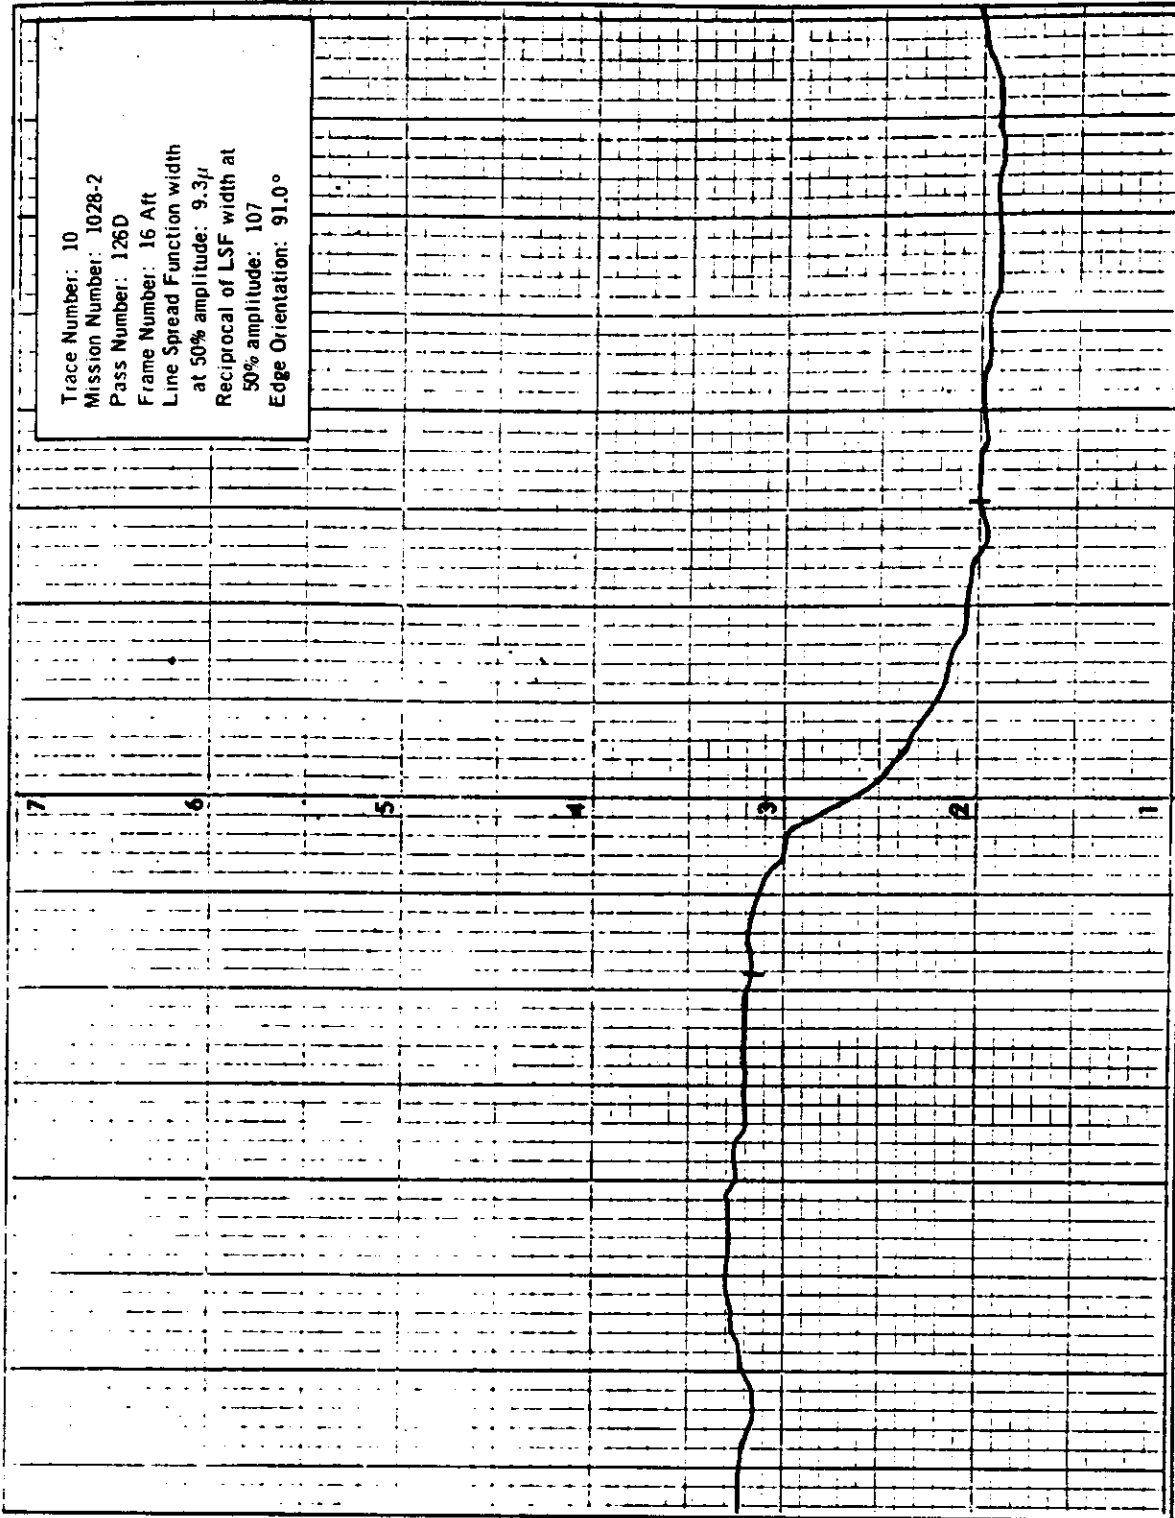 Trace Number: 10
Mission Number: 1028-2
Pass Number: 126D
Frame Number: 16 Aft
Line Spread Function width
at 50% amplitude: 9.3μ
Reciprocal of LSF width at
50% amplitude: 107
Edge Orientation: 91.0°
7
6
5
4
3
2
1